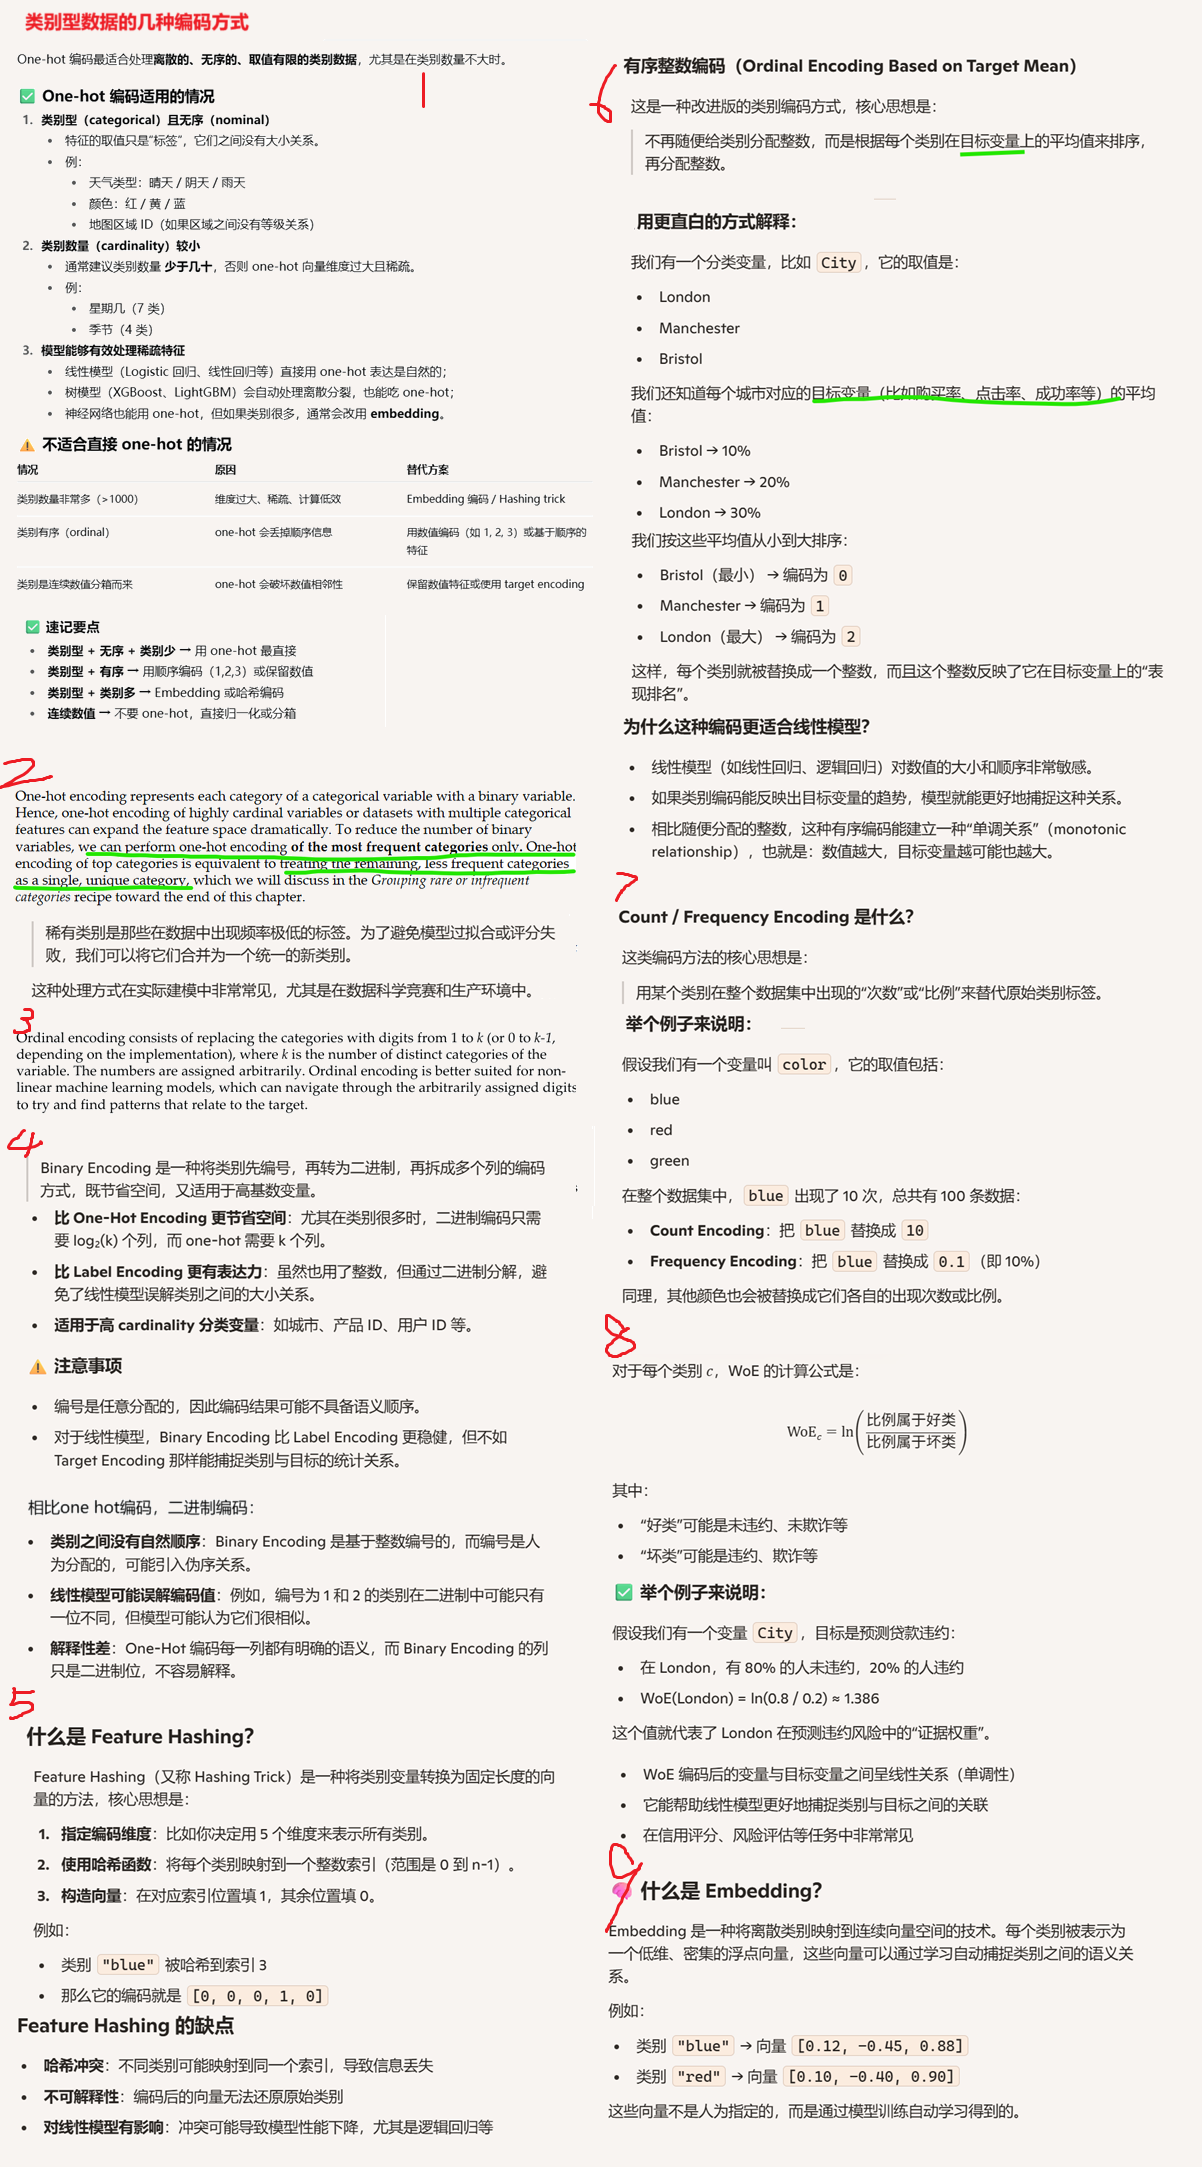 类别型数据的几种编码方式
One-hot 编码最适合处理离散的、无序的、取值有限的类别数据，尤其是在类别数量不大时。
1
✅ One-hot 编码适用的情况
1. 类别型（categorical）且无序（nominal）
• 特征的取值只是“标签”，它们之间没有大小关系。
• 例：
• 天气类型：晴天 / 阴天 / 雨天
• 颜色：红 / 黄 / 蓝
• 地图区域 ID（如果区域之间没有等级关系）
2. 类别数量（cardinality）较小
• 通常建议类别数量 少于几十，否则 one-hot 向量维度过大且稀疏。
• 例：
• 星期几（7 类）
• 季节（4 类）
3. 模型能够有效处理稀疏特征
• 线性模型（Logistic 回归、线性回归等）直接用 one-hot 表达是自然的；
• 树模型（XGBoost、LightGBM）会自动处理离散分裂，也能吃 one-hot；
• 神经网络也能用 one-hot，但如果类别很多，通常会改用 embedding。
⚠️ 不适合直接 one-hot 的情况
情况 原因 替代方案
类别数量非常多（>1000） 维度过大、稀疏、计算低效 Embedding 编码 / Hashing trick
类别有序（ordinal） one-hot 会丢掉顺序信息 用数值编码（如 1, 2, 3）或基于顺序的
特征
类别是连续数值分箱而来 one-hot 会破坏数值相邻性 保留数值特征或使用 target encoding
✅ 速记要点
• 类别型 + 无序 + 类别少 → 用 one-hot 最直接
• 类别型 + 有序 → 用顺序编码（1,2,3）或保留数值
• 类别型 + 类别多 → Embedding 或哈希编码
• 连续数值 → 不要 one-hot，直接归一化或分箱
2
One-hot encoding represents each category of a categorical variable with a binary variable.
Hence, one-hot encoding of highly cardinal variables or datasets with multiple categorical
features can expand the feature space dramatically. To reduce the number of binary
variables, we can perform one-hot encoding of the most frequent categories only. One-hot
encoding of top categories is equivalent to treating the remaining, less frequent categories
as a single, unique category, which we will discuss in the Grouping rare or infrequent
categories recipe toward the end of this chapter.
稀有类别是那些在数据中出现频率极低的标签。为了避免模型过拟合或评分失
败，我们可以将它们合并为一个统一的新类别。
这种处理方式在实际建模中非常常见，尤其是在数据科学竞赛和生产环境中。
3
Ordinal encoding consists of replacing the categories with digits from 1 to k (or 0 to k-1,
depending on the implementation), where k is the number of distinct categories of the
variable. The numbers are assigned arbitrarily. Ordinal encoding is better suited for non-
linear machine learning models, which can navigate through the arbitrarily assigned digits
to try and find patterns that relate to the target.
4
Binary Encoding 是一种将类别先编号，再转为二进制，再拆成多个列的编码
方式，既节省空间，又适用于高基数变量。
• 比 One-Hot Encoding 更节省空间：尤其在类别很多时，二进制编码只需
要 log₂(k) 个列，而 one-hot 需要 k 个列。
• 比 Label Encoding 更有表达力：虽然也用了整数，但通过二进制分解，避
免了线性模型误解类别之间的大小关系。
• 适用于高 cardinality 分类变量：如城市、产品 ID、用户 ID 等。
⚠️ 注意事项
• 编号是任意分配的，因此编码结果可能不具备语义顺序。
• 对于线性模型，Binary Encoding 比 Label Encoding 更稳健，但不如
Target Encoding 那样能捕捉类别与目标的统计关系。
相比one hot编码，二进制编码：
• 类别之间没有自然顺序：Binary Encoding 是基于整数编号的，而编号是人
为分配的，可能引入伪序关系。
• 线性模型可能误解编码值：例如，编号为 1 和 2 的类别在二进制中可能只有
一位不同，但模型可能认为它们很相似。
• 解释性差：One-Hot 编码每一列都有明确的语义，而 Binary Encoding 的列
只是二进制位，不容易解释。
5
什么是 Feature Hashing？
Feature Hashing（又称 Hashing Trick）是一种将类别变量转换为固定长度的向
量的方法，核心思想是：
1. 指定编码维度：比如你决定用 5 个维度来表示所有类别。
2. 使用哈希函数：将每个类别映射到一个整数索引（范围是 0 到 n-1）。
3. 构造向量：在对应索引位置填 1，其余位置填 0。
例如：
• 类别 "blue" 被哈希到索引 3
• 那么它的编码就是 [0, 0, 0, 1, 0]
Feature Hashing 的缺点
• 哈希冲突：不同类别可能映射到同一个索引，导致信息丢失
• 不可解释性：编码后的向量无法还原原始类别
• 对线性模型有影响：冲突可能导致模型性能下降，尤其是逻辑回归等
6
有序整数编码（Ordinal Encoding Based on Target Mean）
这是一种改进版的类别编码方式，核心思想是：
不再随便给类别分配整数，而是根据每个类别在目标变量上的平均值来排序，
再分配整数。
用更直白的方式解释：
我们有一个分类变量，比如 City，它的取值是：
• London
• Manchester
• Bristol
我们还知道每个城市对应的目标变量（比如购买率、点击率、成功率等）的平均
值：
• Bristol → 10%
• Manchester → 20%
• London → 30%
我们按这些平均值从小到大排序：
• Bristol（最小） → 编码为 0
• Manchester → 编码为 1
• London（最大） → 编码为 2
这样，每个类别就被替换成一个整数，而且这个整数反映了它在目标变量上的“表
现排名”。
为什么这种编码更适合线性模型？
• 线性模型（如线性回归、逻辑回归）对数值的大小和顺序非常敏感。
• 如果类别编码能反映出目标变量的趋势，模型就能更好地捕捉这种关系。
• 相比随便分配的整数，这种有序编码能建立一种“单调关系”（monotonic
relationship），也就是：数值越大，目标变量越可能也越大。
7
Count / Frequency Encoding 是什么？
这类编码方法的核心思想是：
用某个类别在整个数据集中出现的“次数”或“比例”来替代原始类别标签。
举个例子来说明：
假设我们有一个变量叫 color，它的取值包括：
• blue
• red
• green
在整个数据集中，blue 出现了 10 次，总共有 100 条数据：
• Count Encoding：把 blue 替换成 10
• Frequency Encoding：把 blue 替换成 0.1（即 10%）
同理，其他颜色也会被替换成它们各自的出现次数或比例。
8
对于每个类别 c，WoE 的计算公式是：
WoE_c = ln(比例属于好类/比例属于坏类)
其中：
• “好类”可能是未违约、未欺诈等
• “坏类”可能是违约、欺诈等
✅ 举个例子来说明：
假设我们有一个变量 City，目标是预测贷款违约：
• 在 London，有 80% 的人未违约，20% 的人违约
• WoE(London) = ln(0.8 / 0.2) ≈ 1.386
这个值就代表了 London 在预测违约风险中的“证据权重”。
• WoE 编码后的变量与目标变量之间呈线性关系（单调性）
• 它能帮助线性模型更好地捕捉类别与目标之间的关联
• 在信用评分、风险评估等任务中非常常见
9
🧠 什么是 Embedding？
Embedding 是一种将离散类别映射到连续向量空间的技术。每个类别被表示为
一个低维、密集的浮点向量，这些向量可以通过学习自动捕捉类别之间的语义关
系。
例如：
• 类别 "blue" → 向量 [0.12, -0.45, 0.88]
• 类别 "red" → 向量 [0.10, -0.40, 0.90]
这些向量不是人为指定的，而是通过模型训练自动学习得到的。